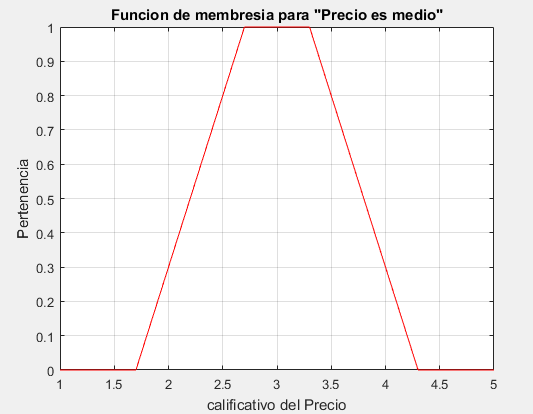 Funcion de membresia para "Precio es medio"
1
0.9
0.8
0.7
0.6
0.5
0.4
0.3
0.2
0.1
0
Pertenencia
1 1.5 2 2.5 3 3.5 4 4.5 5
calificativo del Precio